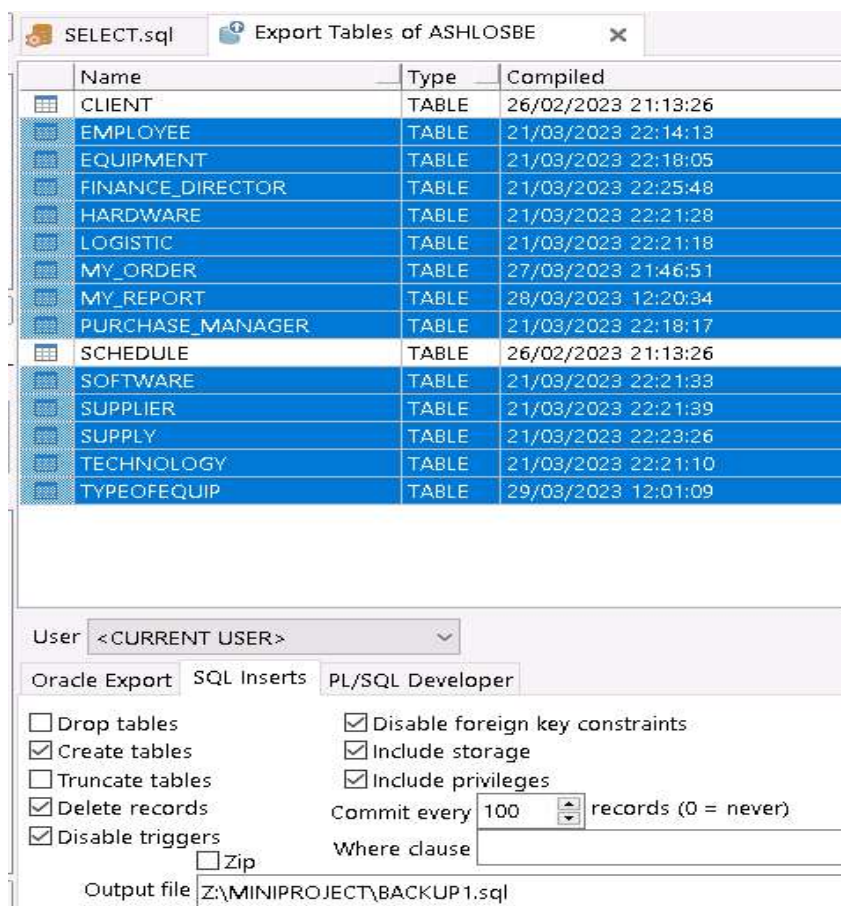 SELECT.sql Export Tables of ASHLOSBE
Name Type Compiled
CLIENT TABLE 26/02/2023 21:13:26
EMPLOYEE TABLE 21/03/2023 22:14:13
EQUIPMENT TABLE 21/03/2023 22:18:05
FINANCE_DIRECTOR TABLE 21/03/2023 22:25:48
HARDWARE TABLE 21/03/2023 22:21:28
LOGISTIC TABLE 21/03/2023 22:21:18
MY_ORDER TABLE 27/03/2023 21:46:51
MY_REPORT TABLE 28/03/2023 12:20:34
PURCHASE_MANAGER TABLE 21/03/2023 22:18:17
SCHEDULE TABLE 26/02/2023 21:13:26
SOFTWARE TABLE 21/03/2023 22:21:33
SUPPLIER TABLE 21/03/2023 22:21:39
SUPPLY TABLE 21/03/2023 22:23:26
TECHNOLOGY TABLE 21/03/2023 22:21:10
TYPEOFEQUIP TABLE 29/03/2023 12:01:09
User <CURRENT USER>
Oracle Export SQL Inserts PL/SQL Developer
Drop tables Disable foreign key constraints
Create tables Include storage
Truncate tables Include privileges
Delete records Commit every 100 records (0 = never)
Disable triggers Where clause
Zip
Output file Z:\MINIPROJECT\BACKUP1.sql